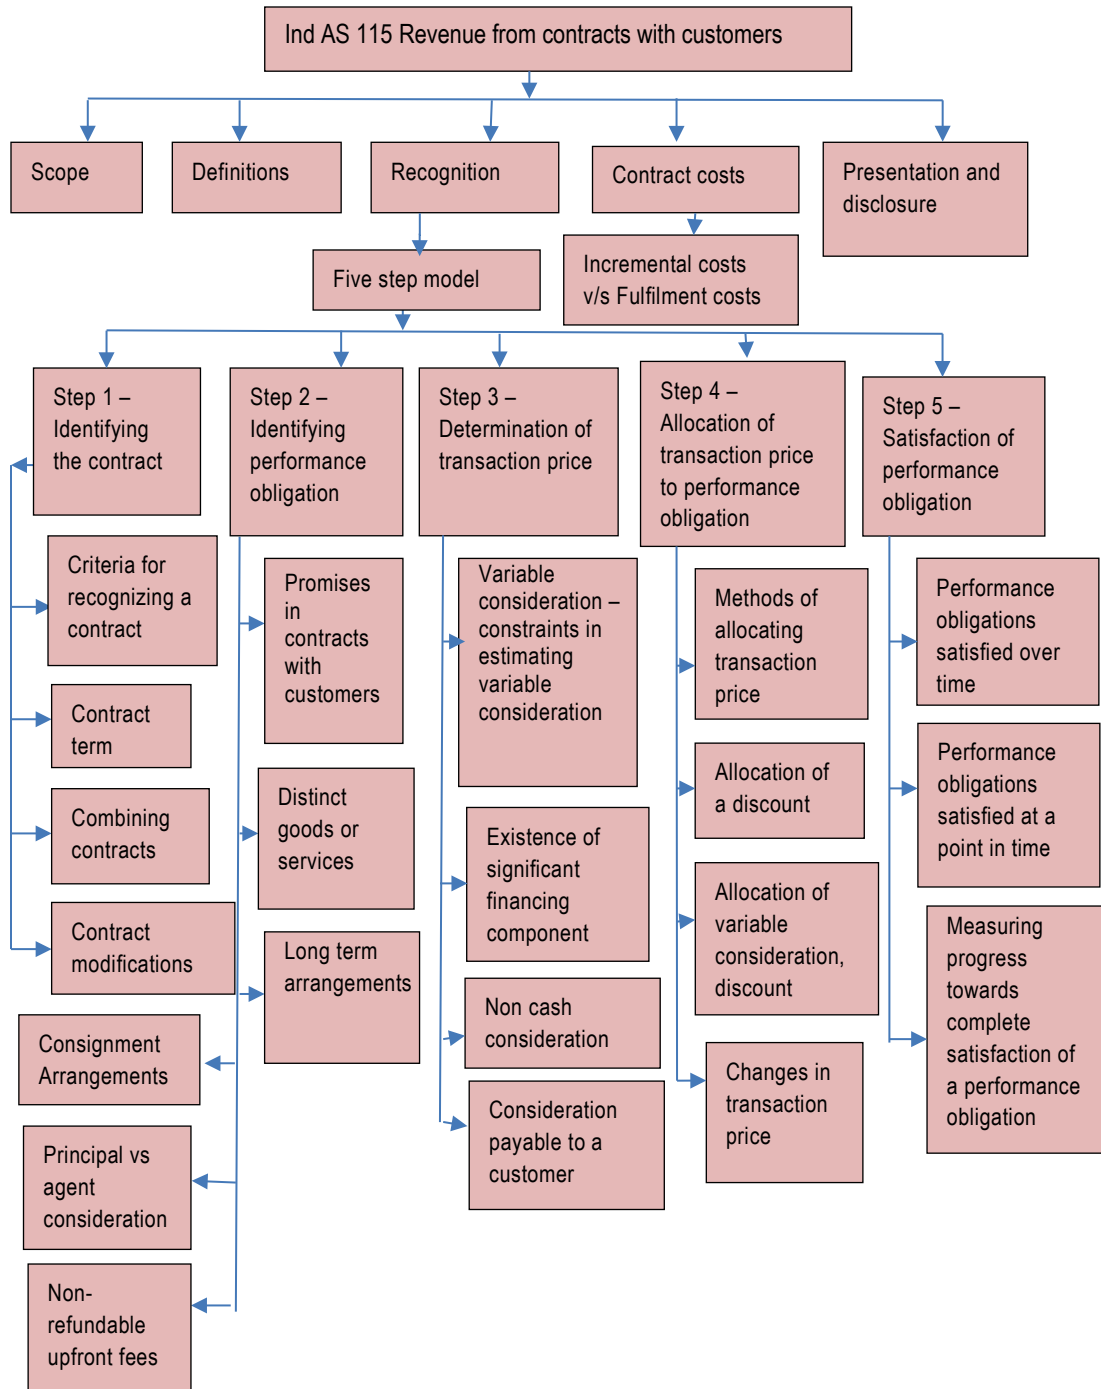 Ind AS 115 Revenue from contracts with customers
Scope
Definitions
Recognition
Contract costs
Presentation and
disclosure
Five step model
Incremental costs
v/s Fulfilment costs
Step 1 –
Identifying
the contract
Step 2 –
Identifying
performance
obligation
Step 3 –
Determination of
transaction price
Step 4 –
Allocation of
transaction price
to performance
obligation
Step 5 –
Satisfaction of
performance
obligation
Criteria for
recognizing a
contract
Contract
term
Combining
contracts
Contract
modifications
Promises
in
contracts
with
customers
Distinct
goods or
services
Long term
arrangements
Consignment
Arrangements
Principal vs
agent
consideration
Non-
refundable
upfront fees
Variable
consideration –
constraints in
estimating
variable
consideration
Existence of
significant
financing
component
Non cash
consideration
Consideration
payable to a
customer
Methods of
allocating
transaction
price
Allocation of
a discount
Allocation of
variable
consideration,
discount
Changes in
transaction
price
Performance
obligations
satisfied over
time
Performance
obligations
satisfied at a
point in time
Measuring
progress
towards
complete
satisfaction of
a performance
obligation